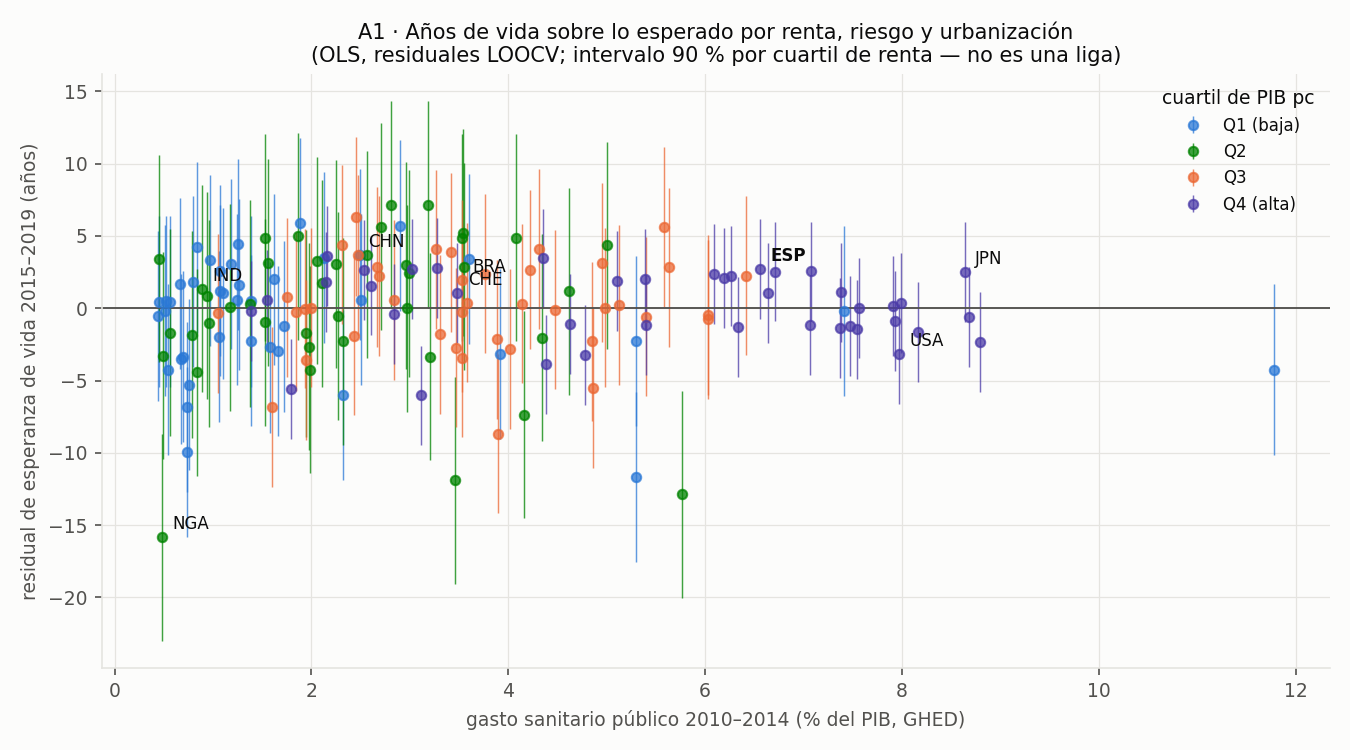 A1 · Años de vida sobre lo esperado por renta, riesgo y urbanización
(OLS, residuales LOOCV; intervalo 90 % por cuartil de renta — no es una liga)
residual de esperanza de vida 2015–2019 (años)
15
10
5
0
−5
−10
−15
−20
cuartil de PIB pc
Q1 (baja)
Q2
Q3
Q4 (alta)
CHN
IND
BRA
CHE
ESP
JPN
USA
NGA
0
2
4
6
8
10
12
gasto sanitario público 2010–2014 (% del PIB, GHED)